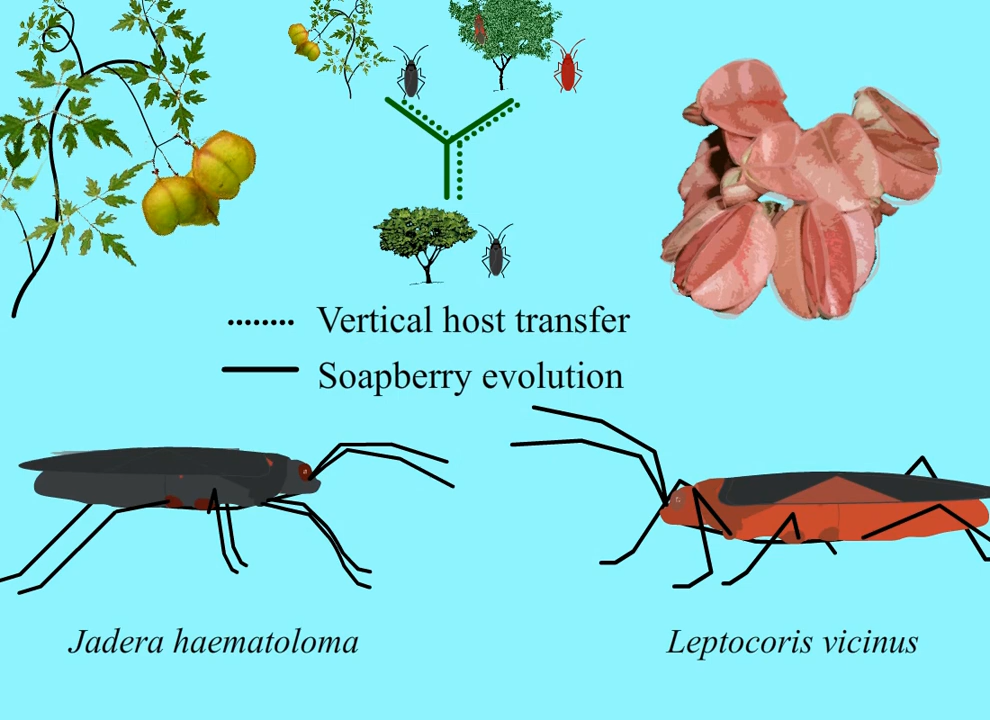 Vertical host transfer
Soapberry evolution
Jadera haematoloma
Leptocoris vicinus